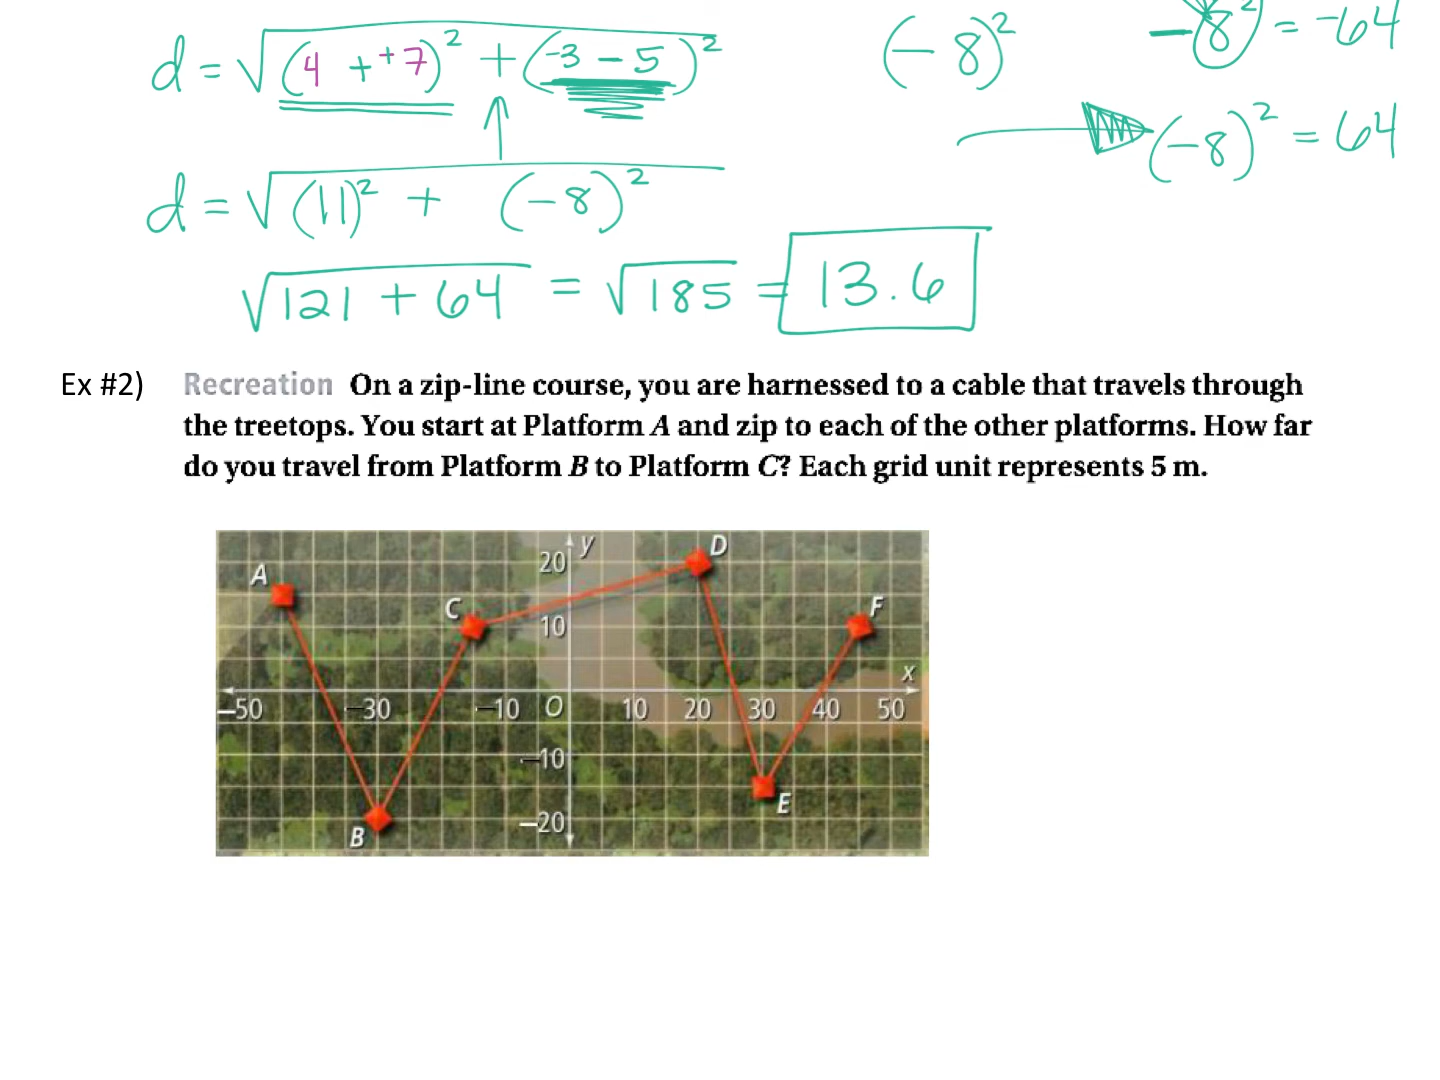 d = √(4 + +7)² + (-3 - 5)²
(-8)²
-8² = -64
(-8)² = 64
d = √(11)² + (-8)²
√121 + 64 = √185 = 13.6
Ex #2) Recreation On a zip-line course, you are harnessed to a cable that travels through
the treetops. You start at Platform A and zip to each of the other platforms. How far
do you travel from Platform B to Platform C? Each grid unit represents 5 m.
20 y D
A
C F
10
x
–50 –30 –10 O 10 20 30 40 50
–10
E
–20
B